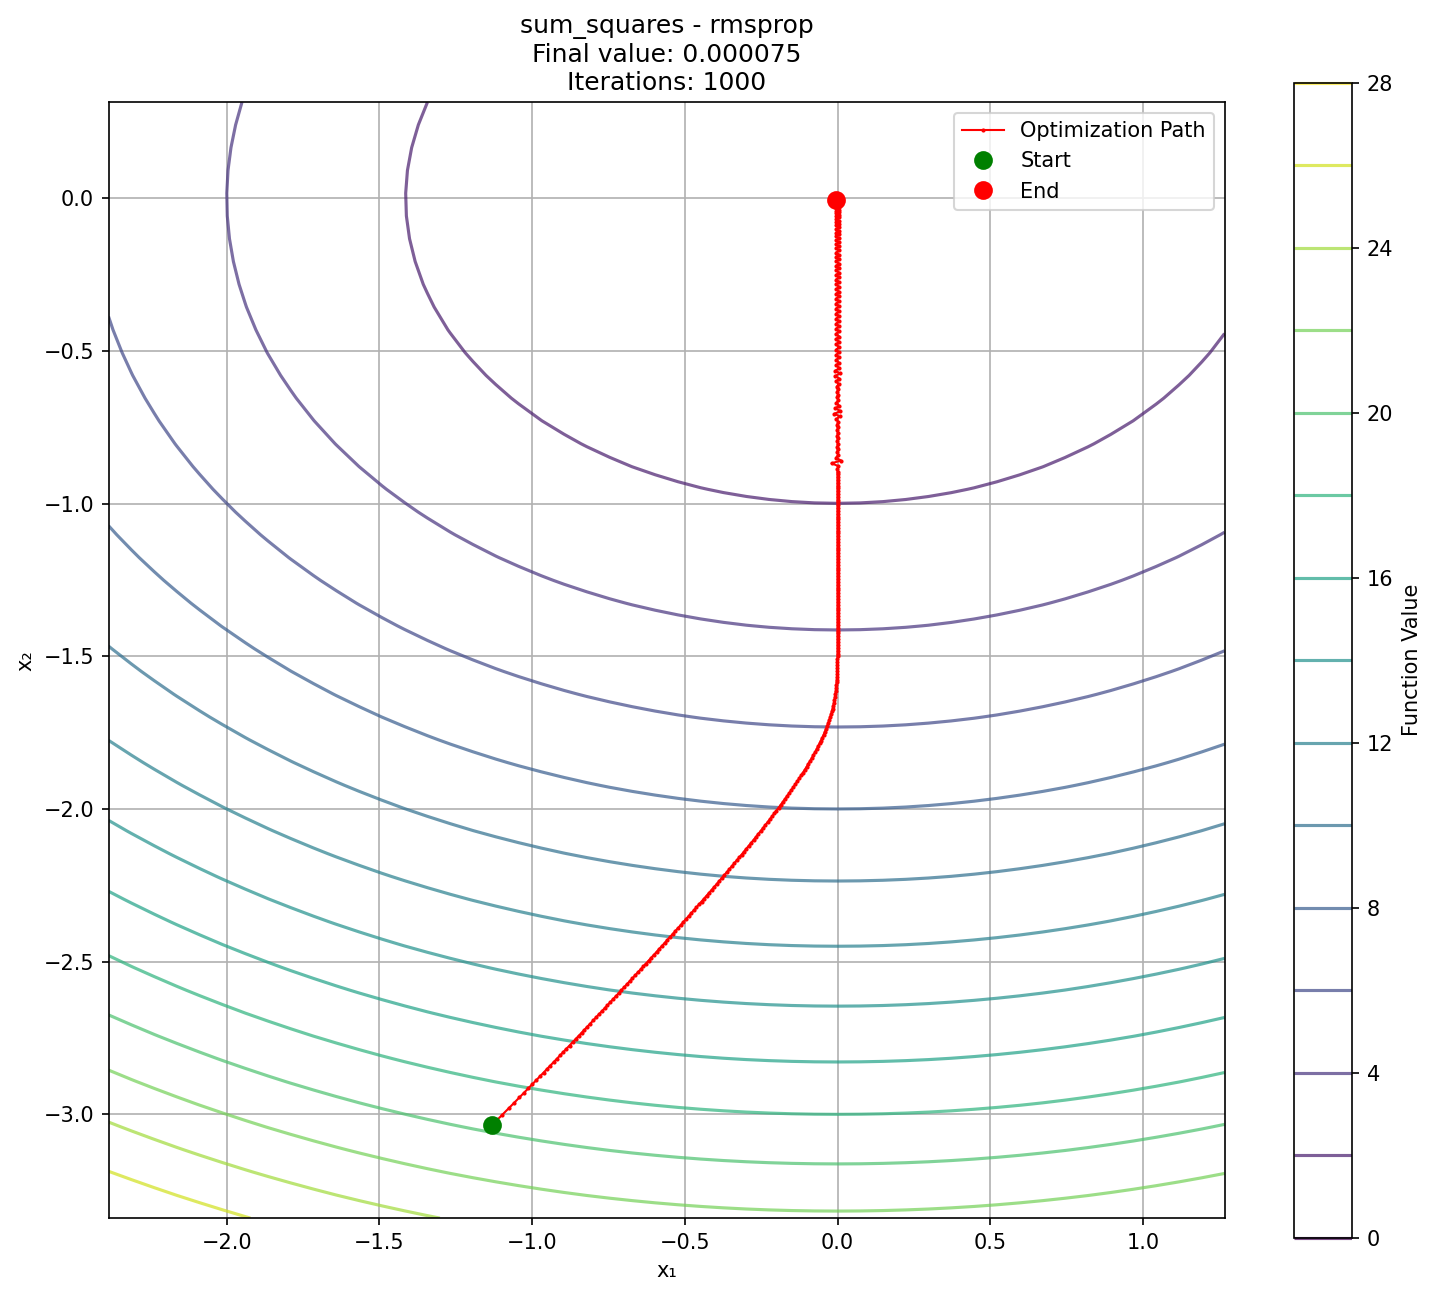 sum_squares - rmsprop
Final value: 0.000075
Iterations: 1000
Optimization Path
Start
End
0.0
−0.5
−1.0
−1.5
−2.0
−2.5
−3.0
x₂
−2.0
−1.5
−1.0
−0.5
0.0
0.5
1.0
x₁
28
24
20
16
12
8
4
0
Function Value